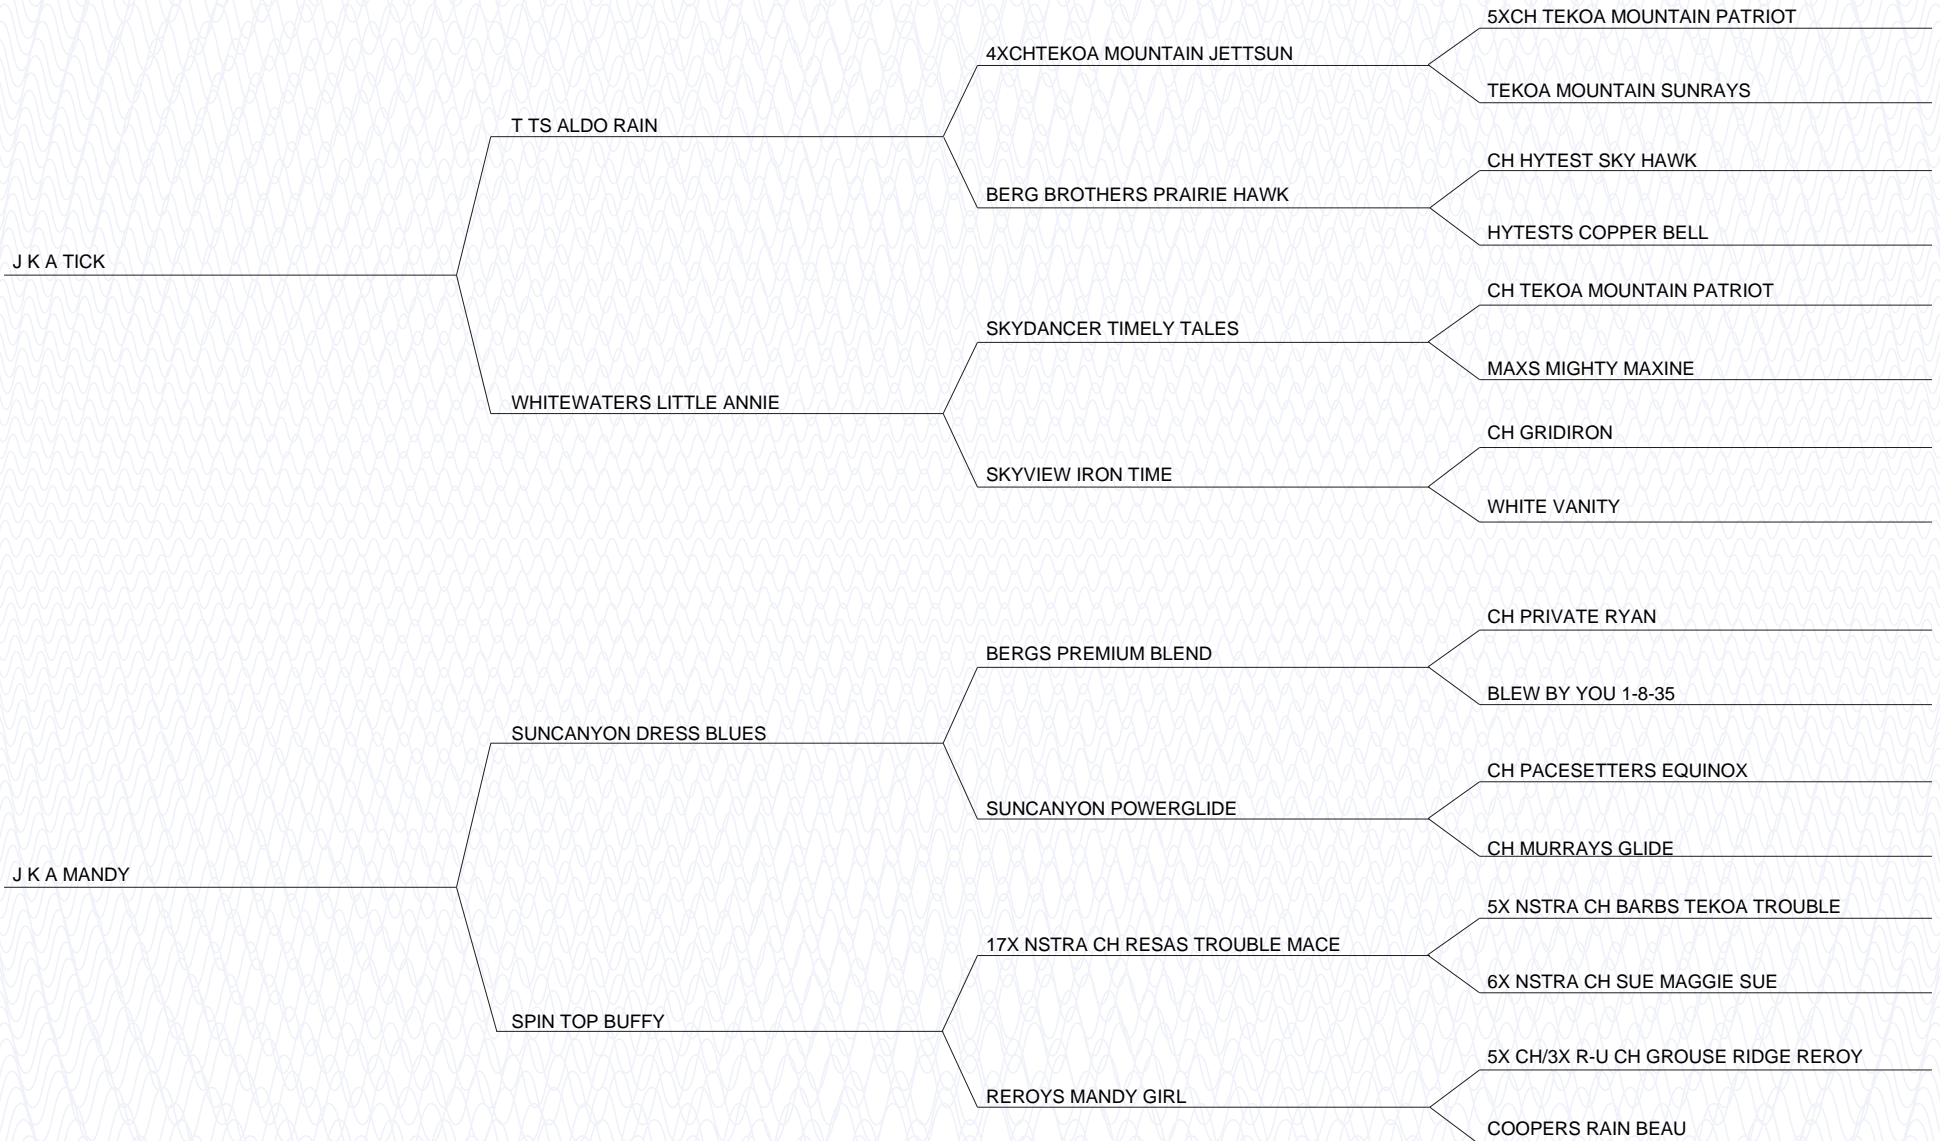 5XCH TEKOA MOUNTAIN PATRIOT
4XCHTEKOA MOUNTAIN JETTSUN
TEKOA MOUNTAIN SUNRAYS
T TS ALDO RAIN
CH HYTEST SKY HAWK
BERG BROTHERS PRAIRIE HAWK
HYTESTS COPPER BELL
J K A TICK
CH TEKOA MOUNTAIN PATRIOT
SKYDANCER TIMELY TALES
MAXS MIGHTY MAXINE
WHITEWATERS LITTLE ANNIE
CH GRIDIRON
SKYVIEW IRON TIME
WHITE VANITY
CH PRIVATE RYAN
BERGS PREMIUM BLEND
BLEW BY YOU 1-8-35
SUNCANYON DRESS BLUES
CH PACESETTERS EQUINOX
SUNCANYON POWERGLIDE
CH MURRAYS GLIDE
J K A MANDY
5X NSTRA CH BARBS TEKOA TROUBLE
17X NSTRA CH RESAS TROUBLE MACE
6X NSTRA CH SUE MAGGIE SUE
SPIN TOP BUFFY
5X CH/3X R-U CH GROUSE RIDGE REROY
REROYS MANDY GIRL
COOPERS RAIN BEAU